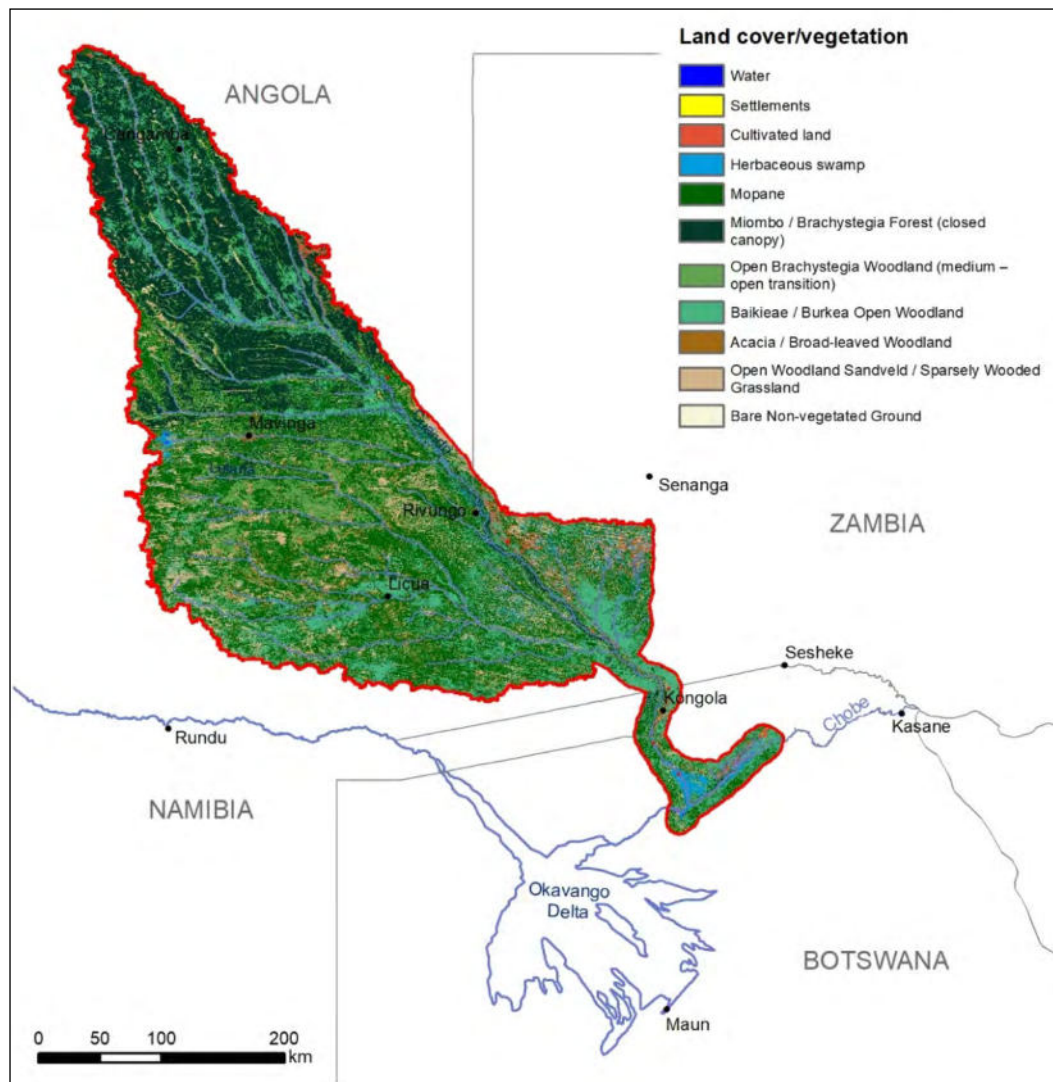 Land cover/vegetation
Water
Settlements
Cultivated land
Herbaceous swamp
Mopane
Miombo / Brachystegia Forest (closed
canopy)
Open Brachystegia Woodland (medium –
open transition)
Baikieae / Burkea Open Woodland
Acacia / Broad-leaved Woodland
Open Woodland Sandveld / Sparsely Wooded
Grassland
Bare Non-vegetated Ground
ANGOLA
Cangamba
Mavinga
Senanga
Rivungo
ZAMBIA
Licua
Sesheke
Kongola
Chobe
Kasane
Rundu
NAMIBIA
Okavango
Delta
BOTSWANA
Maun
0 50 100 200
km